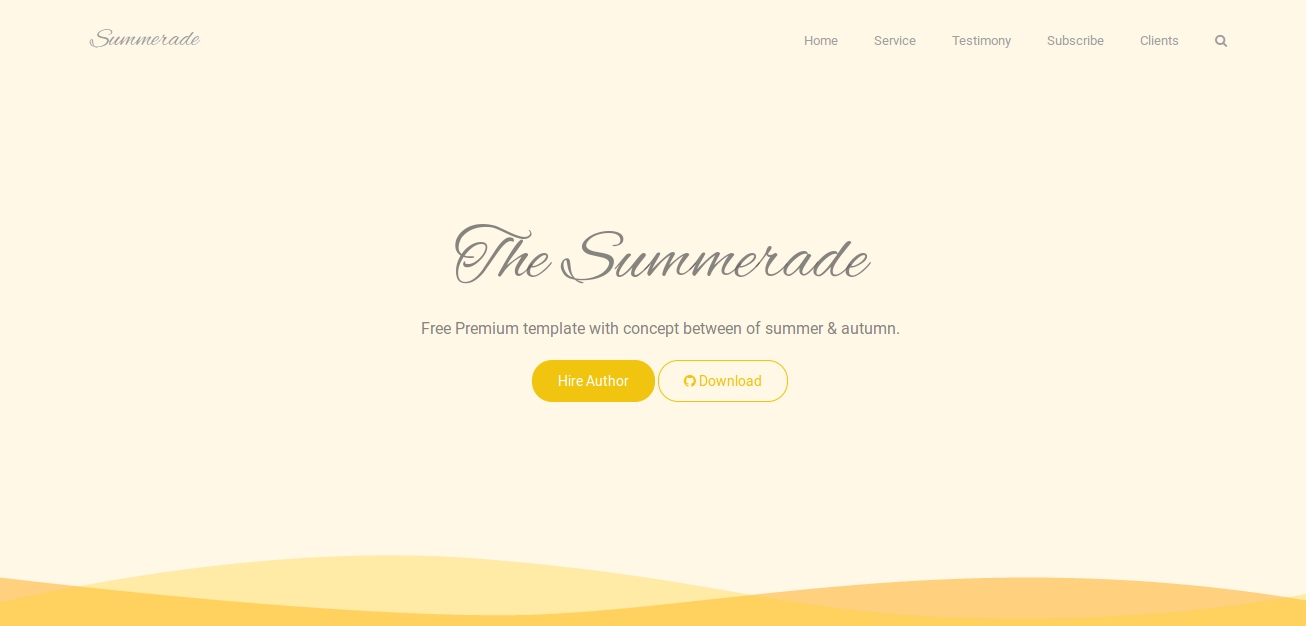 Summerade
Home Service Testimony Subscribe Clients
The Summerade
Free Premium template with concept between of summer & autumn.
Hire Author Download